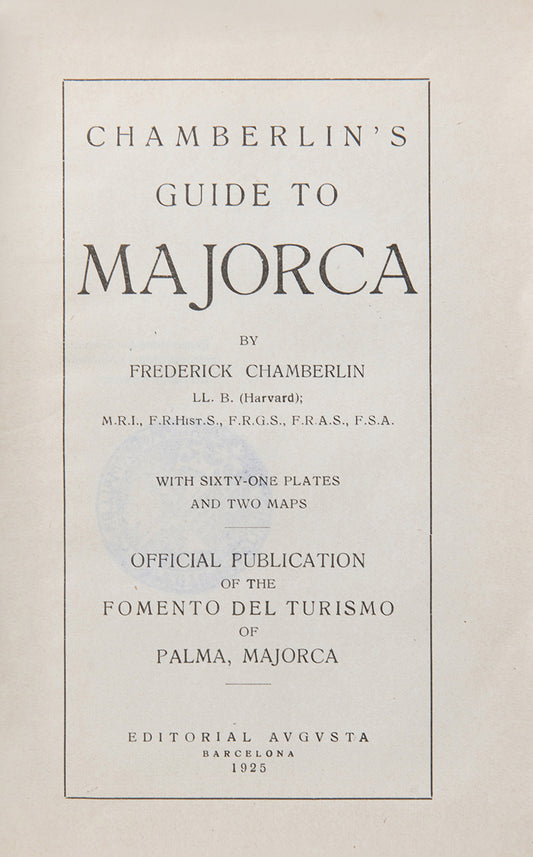 CHAMBERLIN'S
GUIDE TO
MAJORCA
BY
FREDERICK CHAMBERLIN
LL. B. (Harvard);
M.R.I., F.R.HIST.S., F.R.G.S., F.R.A.S., F.S.A.
WITH SIXTY-ONE PLATES
AND TWO MAPS
OFFICIAL PUBLICATION
OF THE
FOMENTO DEL TURISMO
OF
PALMA, MAJORCA
EDITORIAL AVGVSTA
BARCELONA
1925